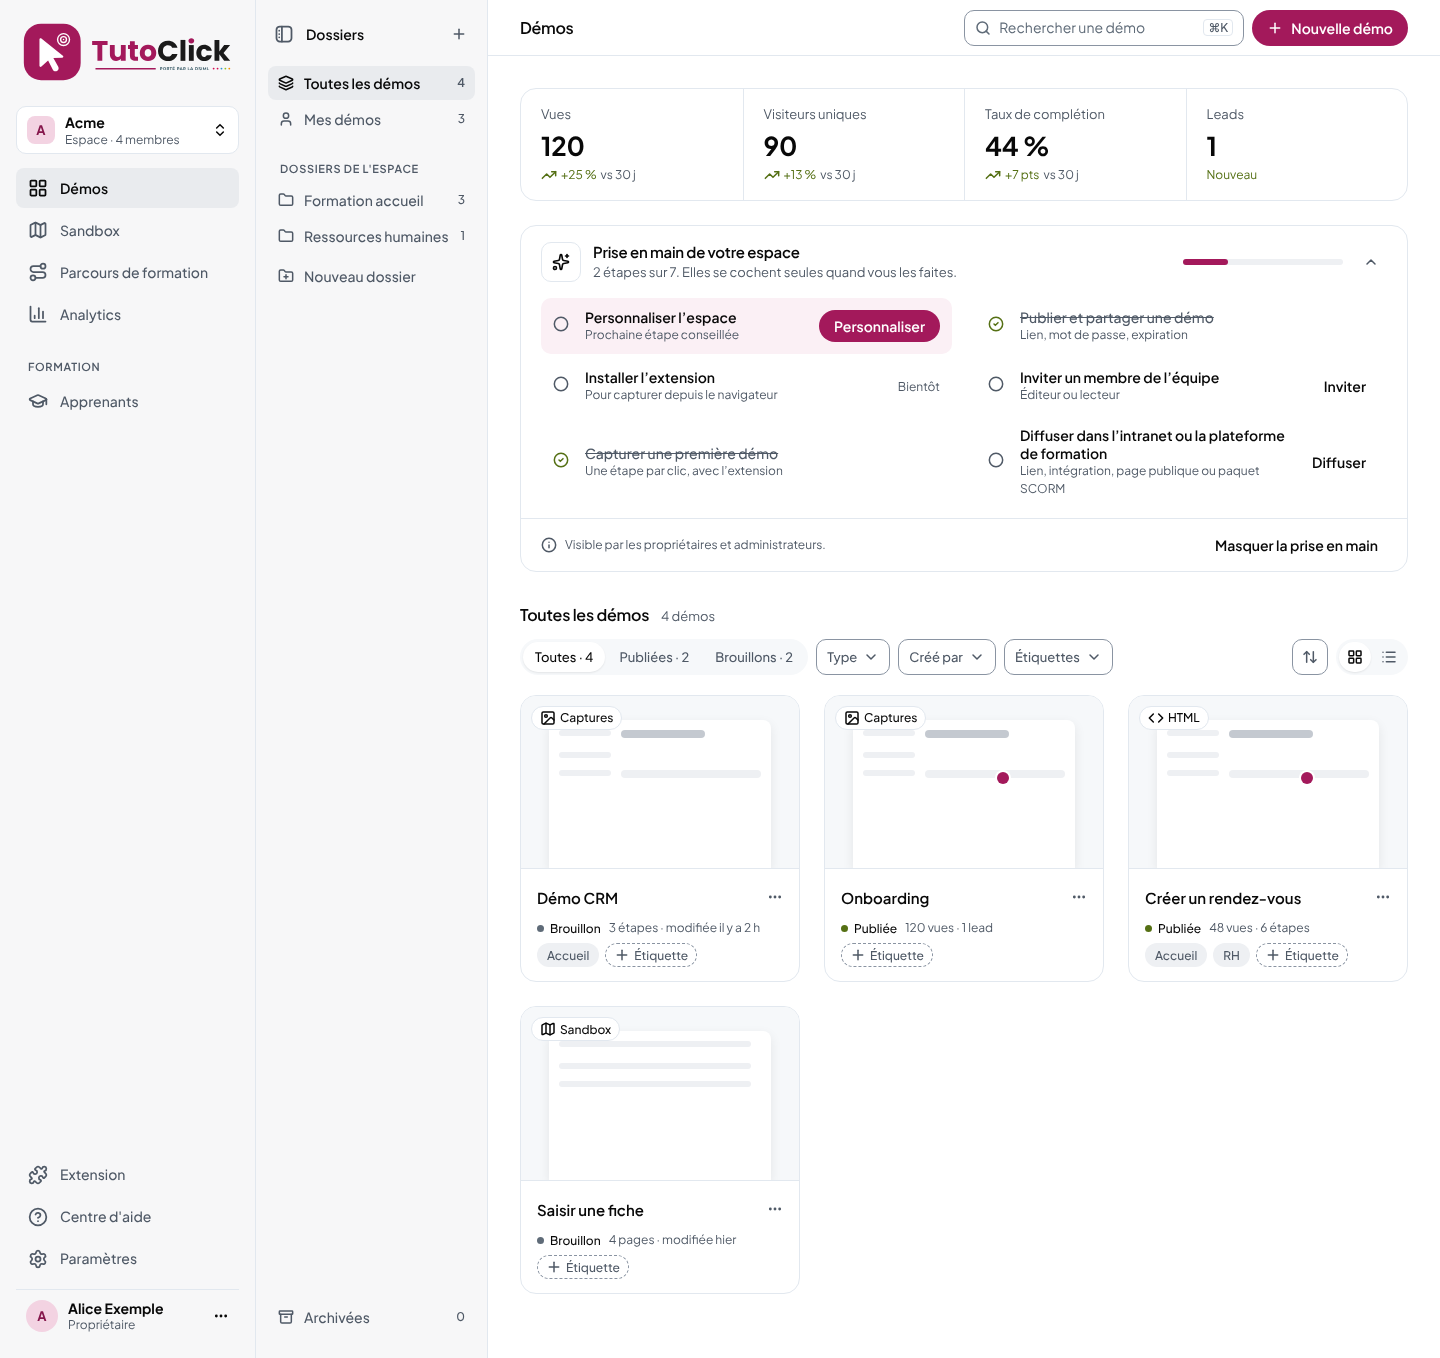 TutoClick
PORTÉ PAR LA DSIML
Acme
A
Espace · 4 membres
Démos
Sandbox
Parcours de formation
Analytics
FORMATION
Apprenants
Extension
Centre d'aide
Paramètres
A
Alice Exemple
Propriétaire
Dossiers
Toutes les démos 4
Mes démos 3
DOSSIERS DE L'ESPACE
Formation accueil 3
Ressources humaines 1
Nouveau dossier
Archivées 0
Démos
Rechercher une démo ⌘K
Nouvelle démo
Vues
120
+25 % vs 30 j
Visiteurs uniques
90
+13 % vs 30 j
Taux de complétion
44 %
+7 pts vs 30 j
Leads
1
Nouveau
Prise en main de votre espace
2 étapes sur 7. Elles se cochent seules quand vous les faites.
Personnaliser l’espace
Prochaine étape conseillée
Personnaliser
Publier et partager une démo
Lien, mot de passe, expiration
Installer l’extension
Pour capturer depuis le navigateur
Bientôt
Inviter un membre de l’équipe
Éditeur ou lecteur
Inviter
Capturer une première démo
Une étape par clic, avec l’extension
Diffuser dans l’intranet ou la plateforme
de formation
Lien, intégration, page publique ou paquet
SCORM
Diffuser
Visible par les propriétaires et administrateurs.
Masquer la prise en main
Toutes les démos 4 démos
Toutes · 4 Publiées · 2 Brouillons · 2 Type Créé par Étiquettes
Captures
Démo CRM
Brouillon 3 étapes · modifiée il y a 2 h
Accueil Étiquette
Captures
Onboarding
Publiée 120 vues · 1 lead
Étiquette
HTML
Créer un rendez-vous
Publiée 48 vues · 6 étapes
Accueil RH Étiquette
Sandbox
Saisir une fiche
Brouillon 4 pages · modifiée hier
Étiquette